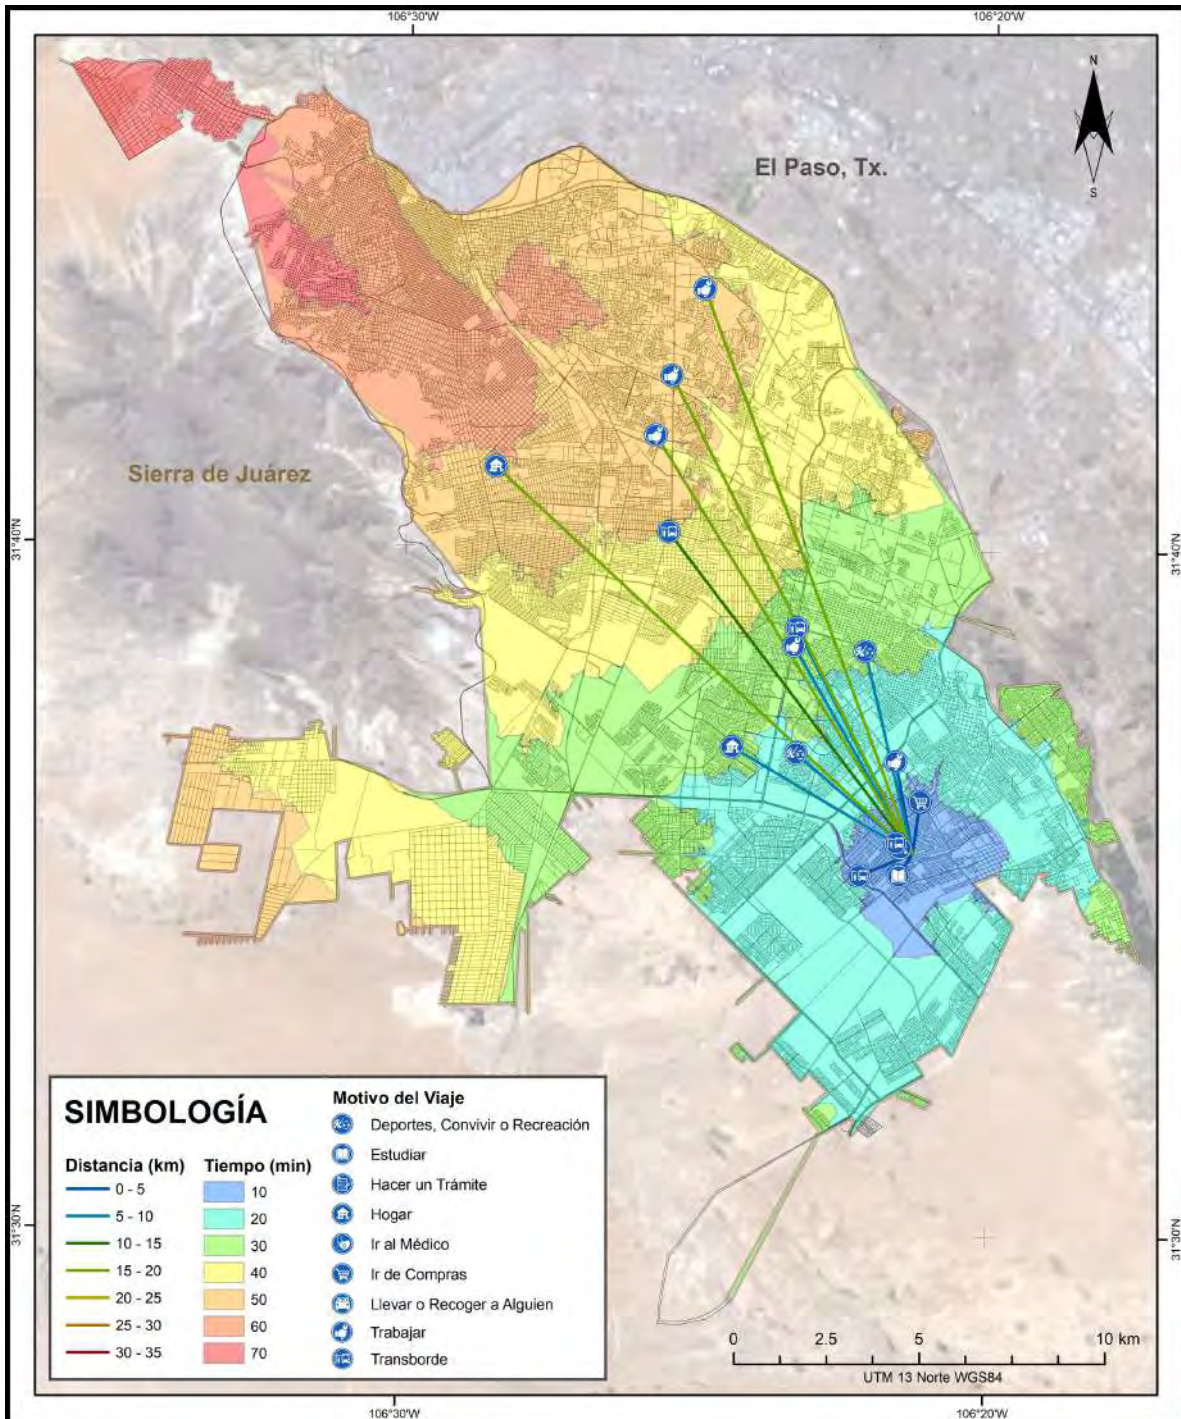 106°30'W
106°20'W
N
El Paso, Tx.
S
Sierra de Juárez
31°40'N
31°40'N
SIMBOLOGÍA
Distancia (km)
0 - 5
5 - 10
10 - 15
15 - 20
20 - 25
25 - 30
30 - 35
Tiempo (min)
10
20
30
40
50
60
70
Motivo del Viaje
Deportes, Convivir o Recreación
Estudiar
Hacer un Trámite
Hogar
Ir al Médico
Ir de Compras
Llevar o Recoger a Alguien
Trabajar
Transborde
31°30'N
31°30'N
0 2.5 5 10 km
UTM 13 Norte WGS84
106°30'W
106°20'W